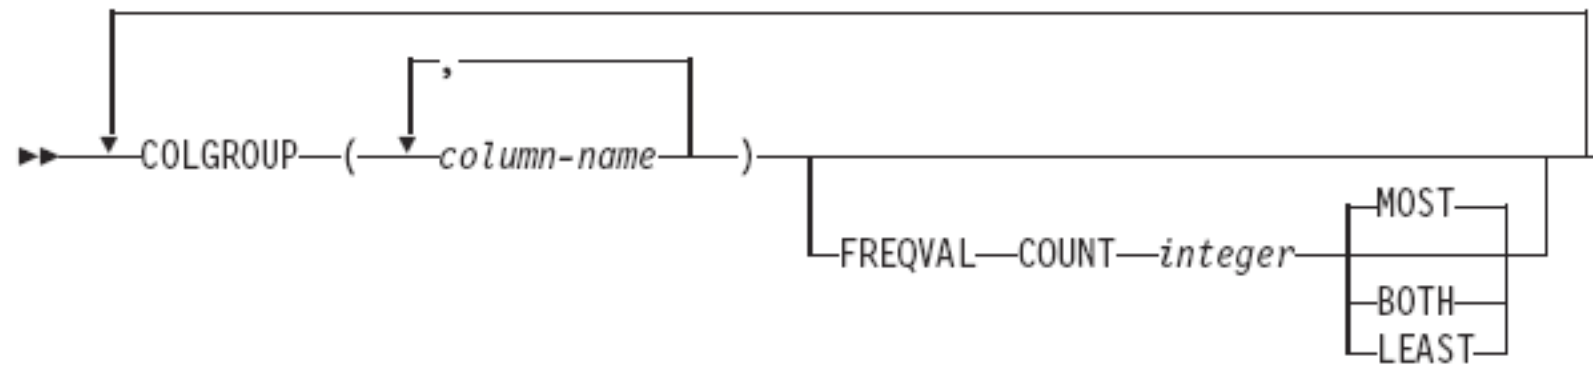 ,
COLGROUP ( column-name )
MOST
FREQVAL COUNT integer
BOTH
LEAST